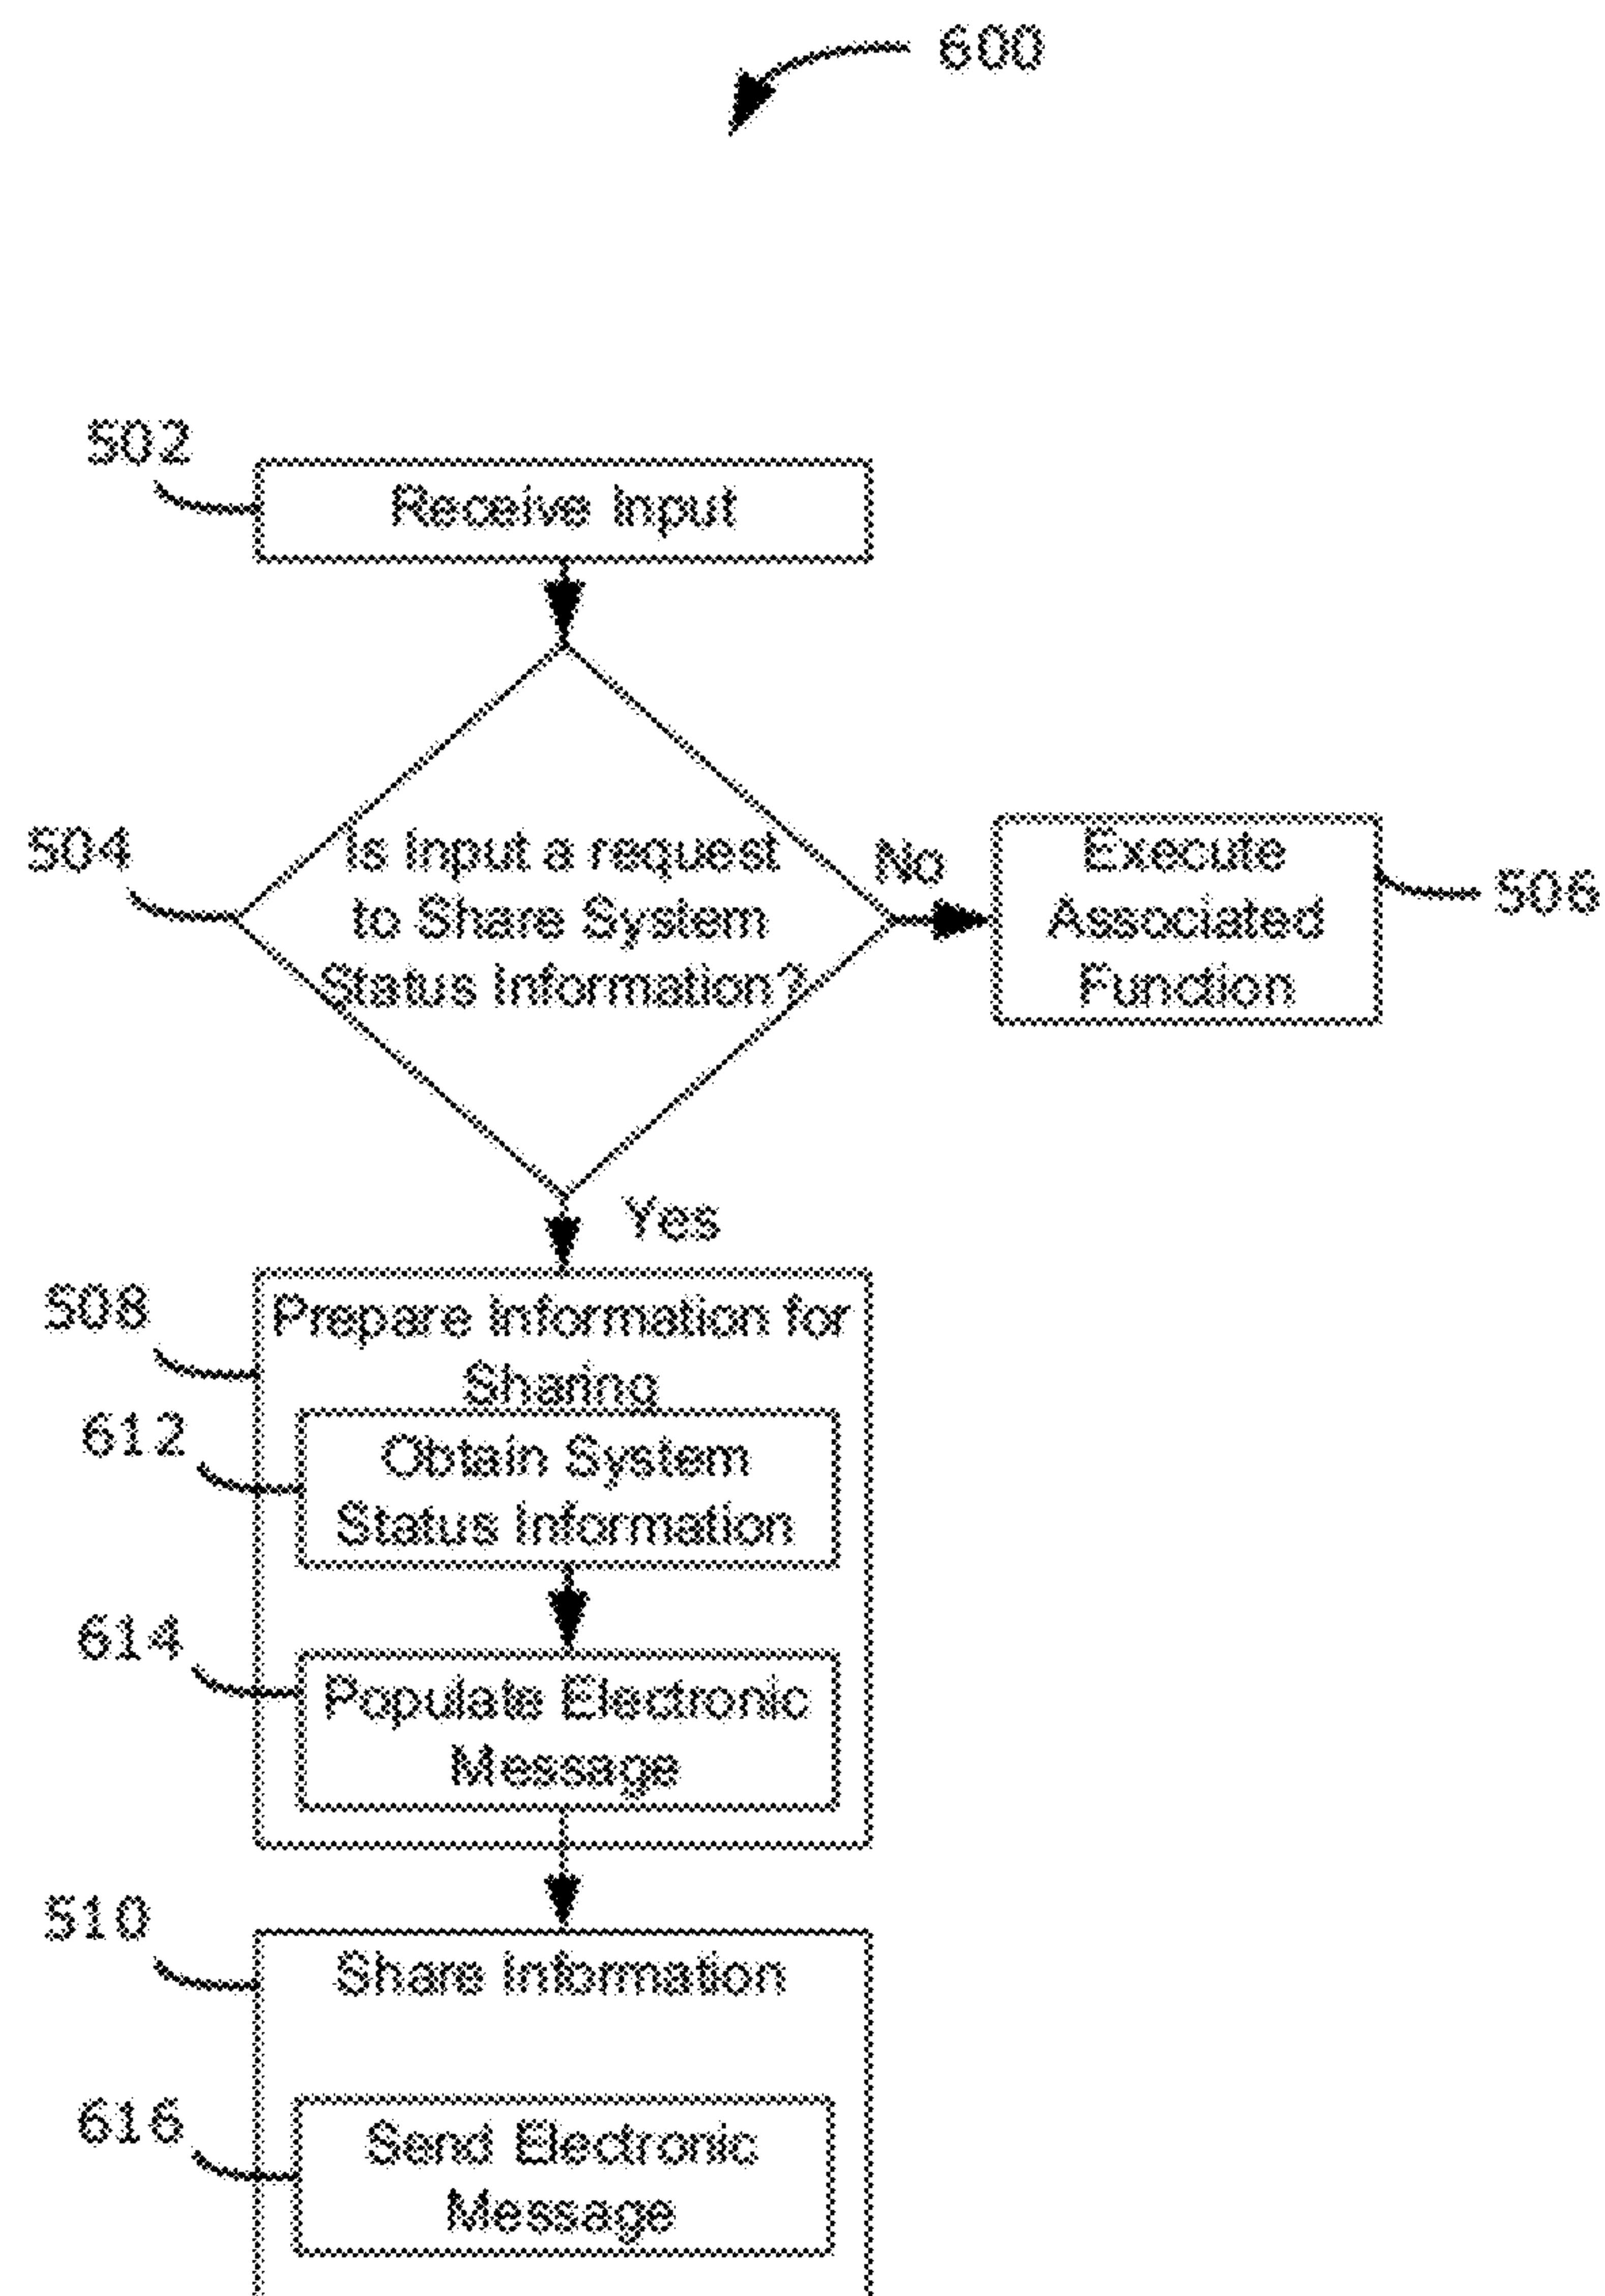 600
502
Receive Input
504
Is Input a request
to Share System
Status Information?
No
Execute
Associated
Function
506
Yes
508
Prepare Information for
Sharing
612
Obtain System
Status Information
614
Populate Electronic
Message
510
Share Information
616
Send Electronic
Message